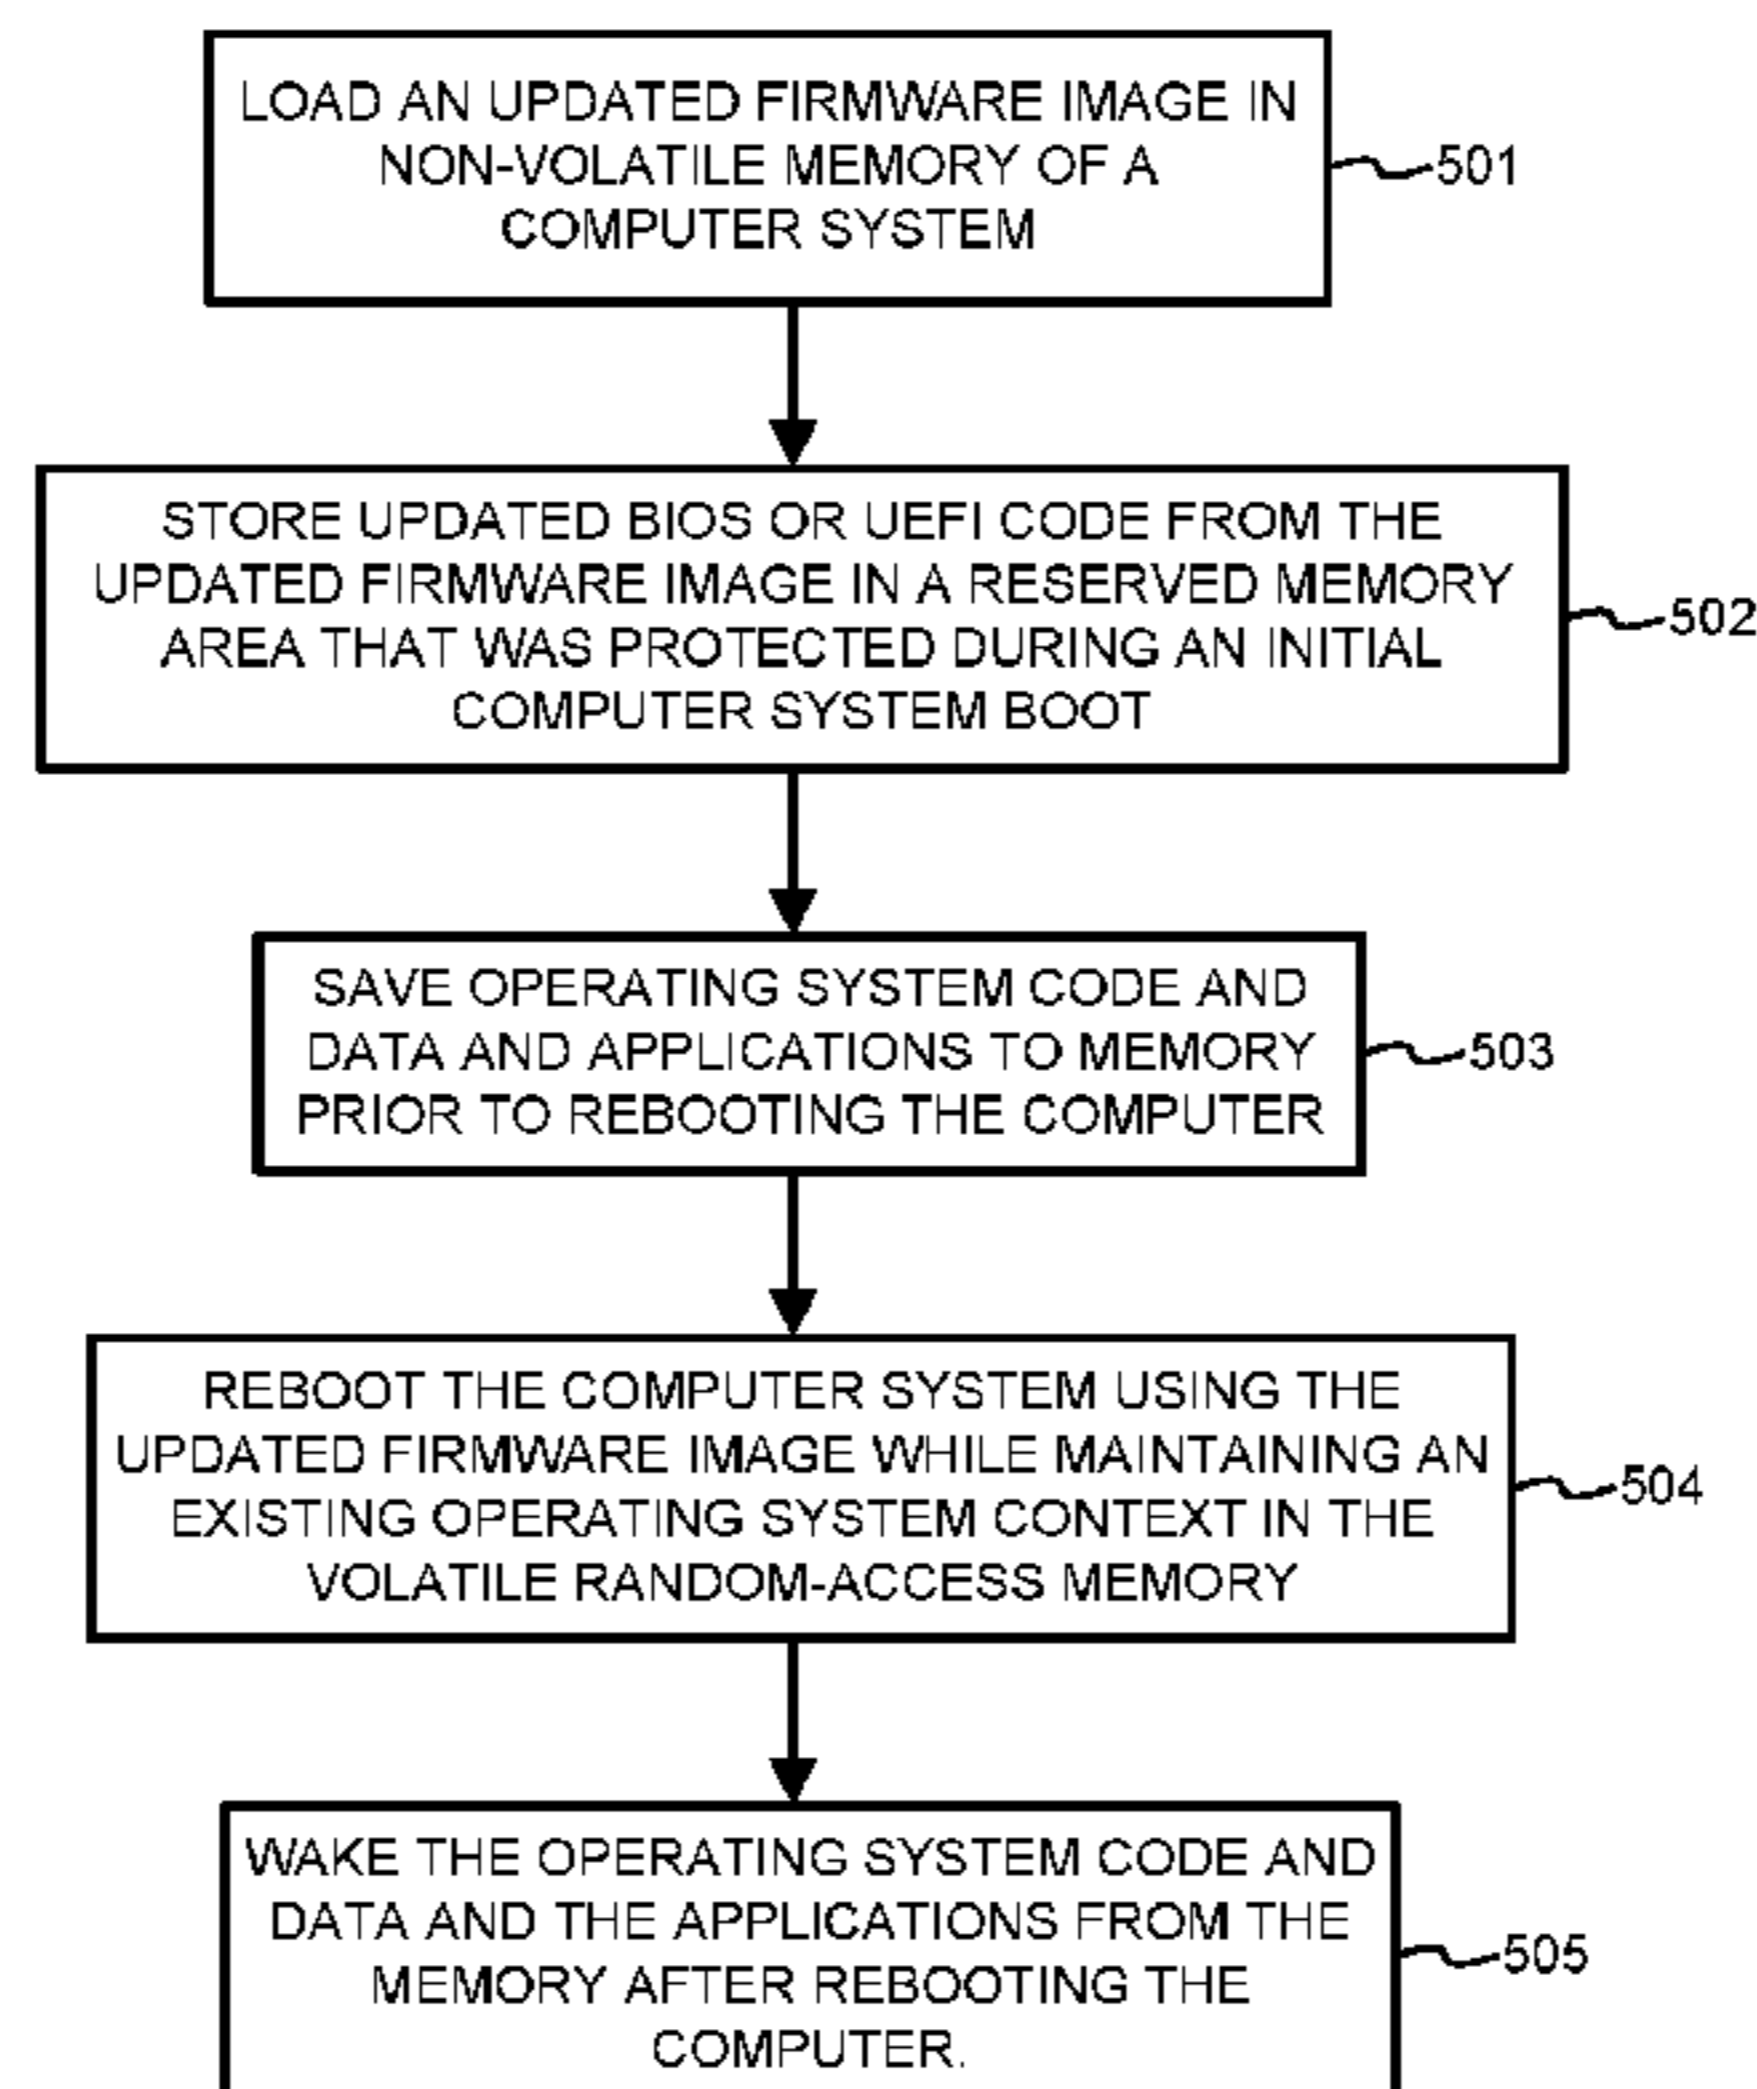 LOAD AN UPDATED FIRMWARE IMAGE IN
NON-VOLATILE MEMORY OF A
COMPUTER SYSTEM
501
STORE UPDATED BIOS OR UEFI CODE FROM THE
UPDATED FIRMWARE IMAGE IN A RESERVED MEMORY
AREA THAT WAS PROTECTED DURING AN INITIAL
COMPUTER SYSTEM BOOT
502
SAVE OPERATING SYSTEM CODE AND
DATA AND APPLICATIONS TO MEMORY
PRIOR TO REBOOTING THE COMPUTER
503
REBOOT THE COMPUTER SYSTEM USING THE
UPDATED FIRMWARE IMAGE WHILE MAINTAINING AN
EXISTING OPERATING SYSTEM CONTEXT IN THE
VOLATILE RANDOM-ACCESS MEMORY
504
WAKE THE OPERATING SYSTEM CODE AND
DATA AND THE APPLICATIONS FROM THE
MEMORY AFTER REBOOTING THE
COMPUTER.
505